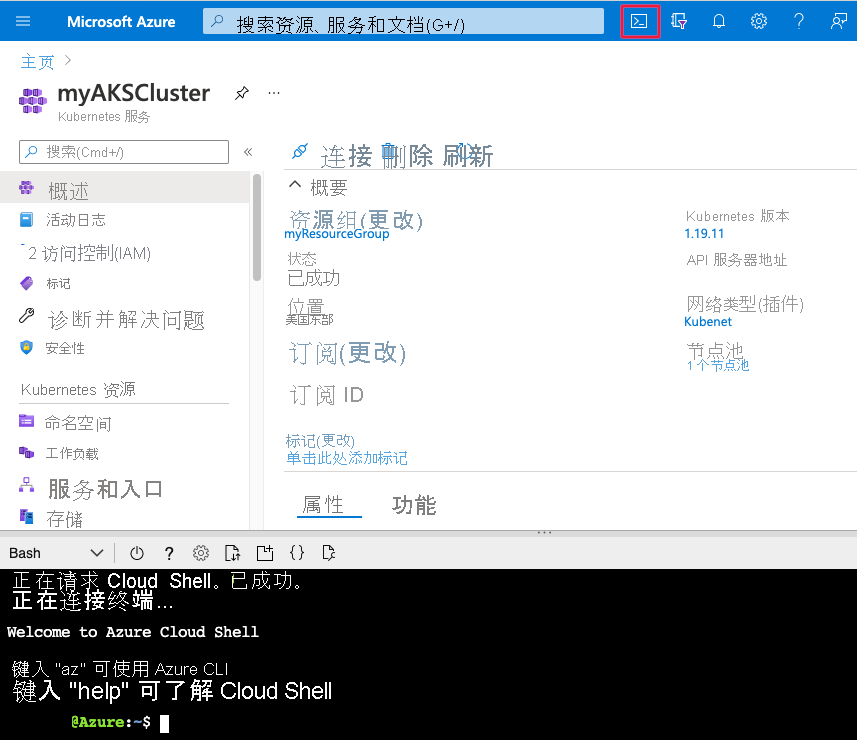 Microsoft Azure
搜索资源、服务和文档(G+/)
主页
myAKSCluster
Kubernetes 服务
搜索(Cmd+/)
概述
活动日志
2 访问控制(IAM)
标记
诊断并解决问题
安全性
Kubernetes 资源
命名空间
工作负载
服务和入口
存储
连接 删除 刷新
概要
资源组(更改)
myResourceGroup
状态
已成功
位置
美国东部
订阅(更改)
订阅 ID
标记(更改)
单击此处添加标记
Kubernetes 版本
1.19.11
API 服务器地址
网络类型(插件)
Kubenet
节点池
1 个节点池
属性 功能
Bash
正在请求 Cloud Shell。已成功。
正在连接终端...
Welcome to Azure Cloud Shell
键入 "az" 可使用 Azure CLI
键入 "help" 可了解 Cloud Shell
@Azure:~$